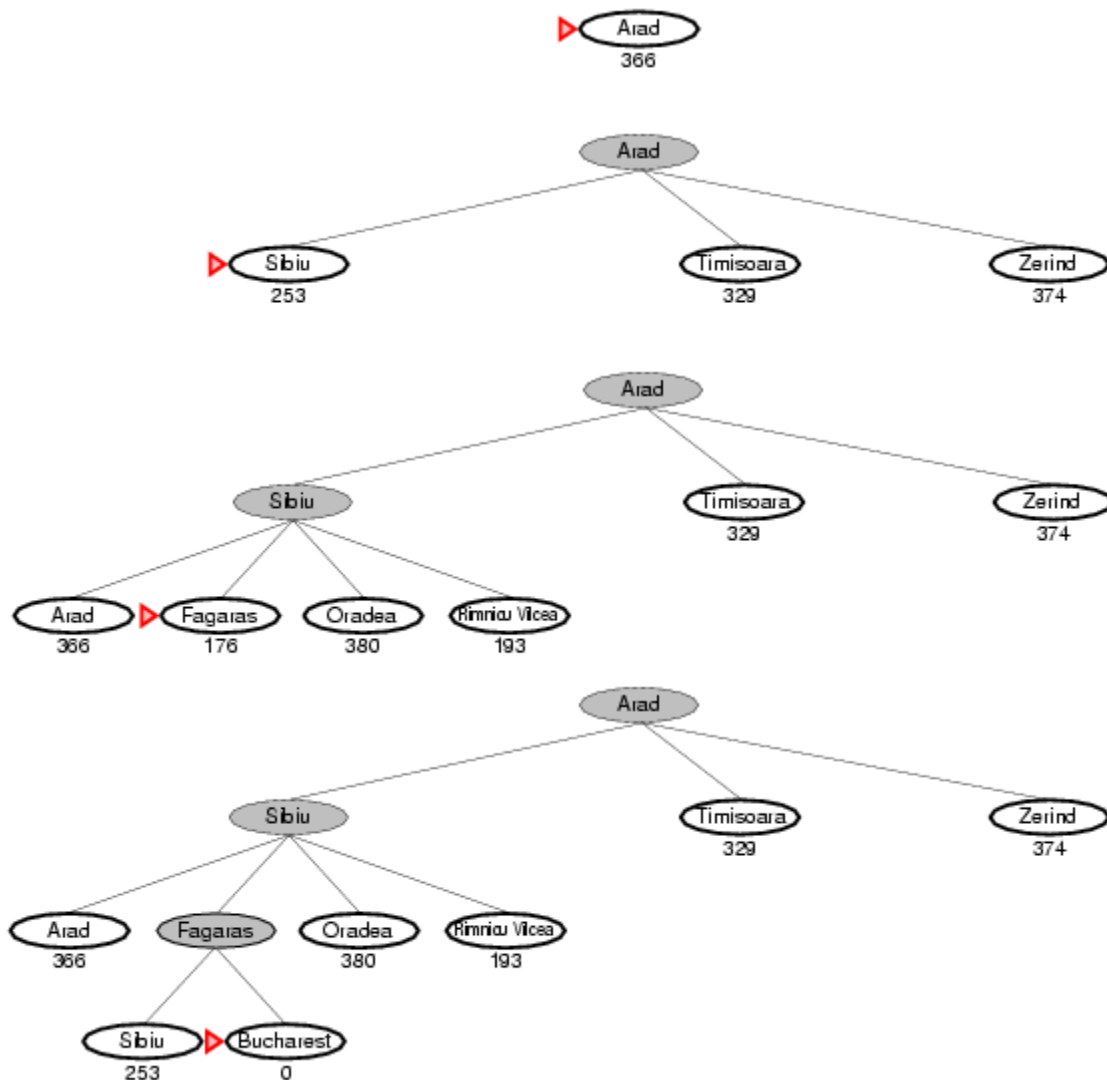 Arad
366
Arad
Sibiu Timisoara Zerind
253 329 374
Arad
Sibiu Timisoara Zerind
329 374
Arad Fagaras Oradea Rimnicu Vilcea
366 176 380 193
Arad
Sibiu Timisoara Zerind
329 374
Arad Fagaras Oradea Rimnicu Vilcea
366 380 193
Sibiu Bucharest
253 0